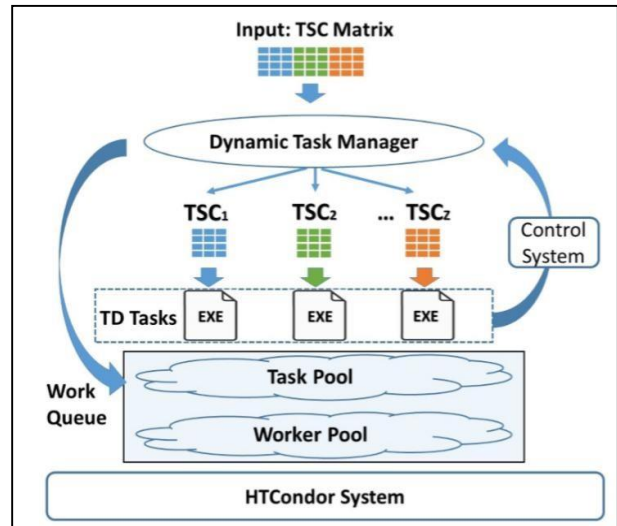 Input: TSC Matrix
Dynamic Task Manager
TSC₁ TSC₂ ... TSC_Z
Control
System
TD Tasks EXE EXE EXE
Task Pool
Work
Queue
Worker Pool
HTCondor System